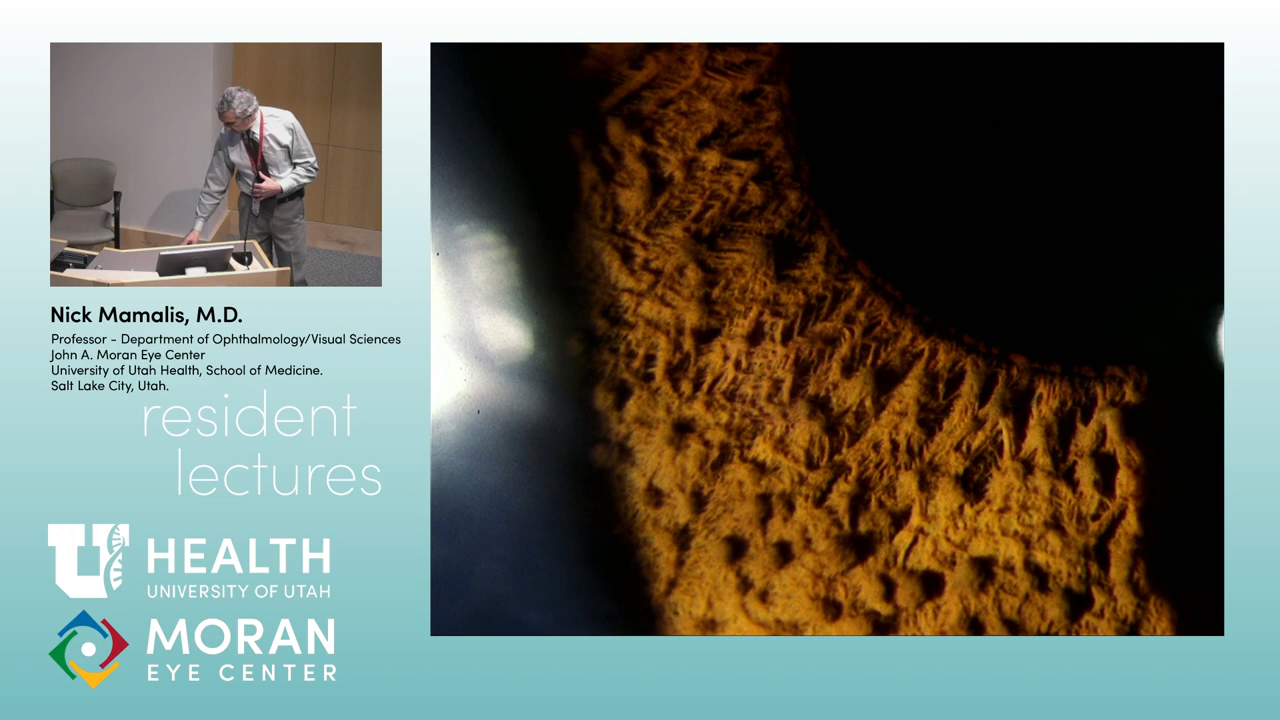 Nick Mamalis, M.D.
Professor - Department of Ophthalmology/Visual Sciences
John A. Moran Eye Center
University of Utah Health, School of Medicine.
Salt Lake City, Utah.
resident
lectures
U HEALTH
UNIVERSITY OF UTAH
MORAN
EYE CENTER